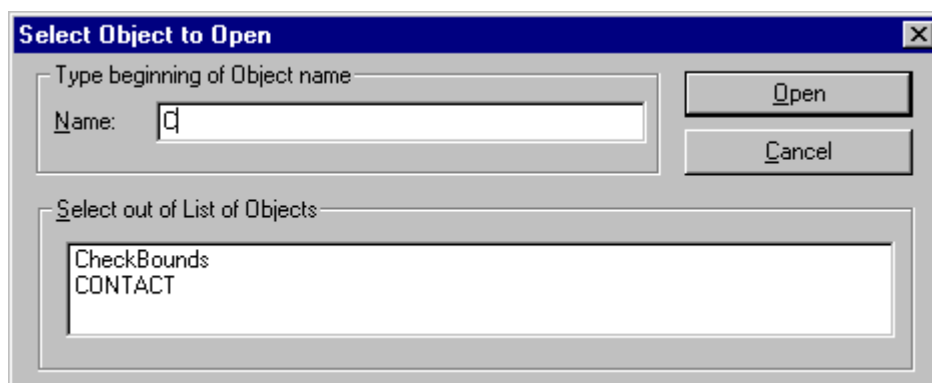 Select Object to Open
Type beginning of Object name
Name: C
Open
Cancel
Select out of List of Objects
CheckBounds
CONTACT